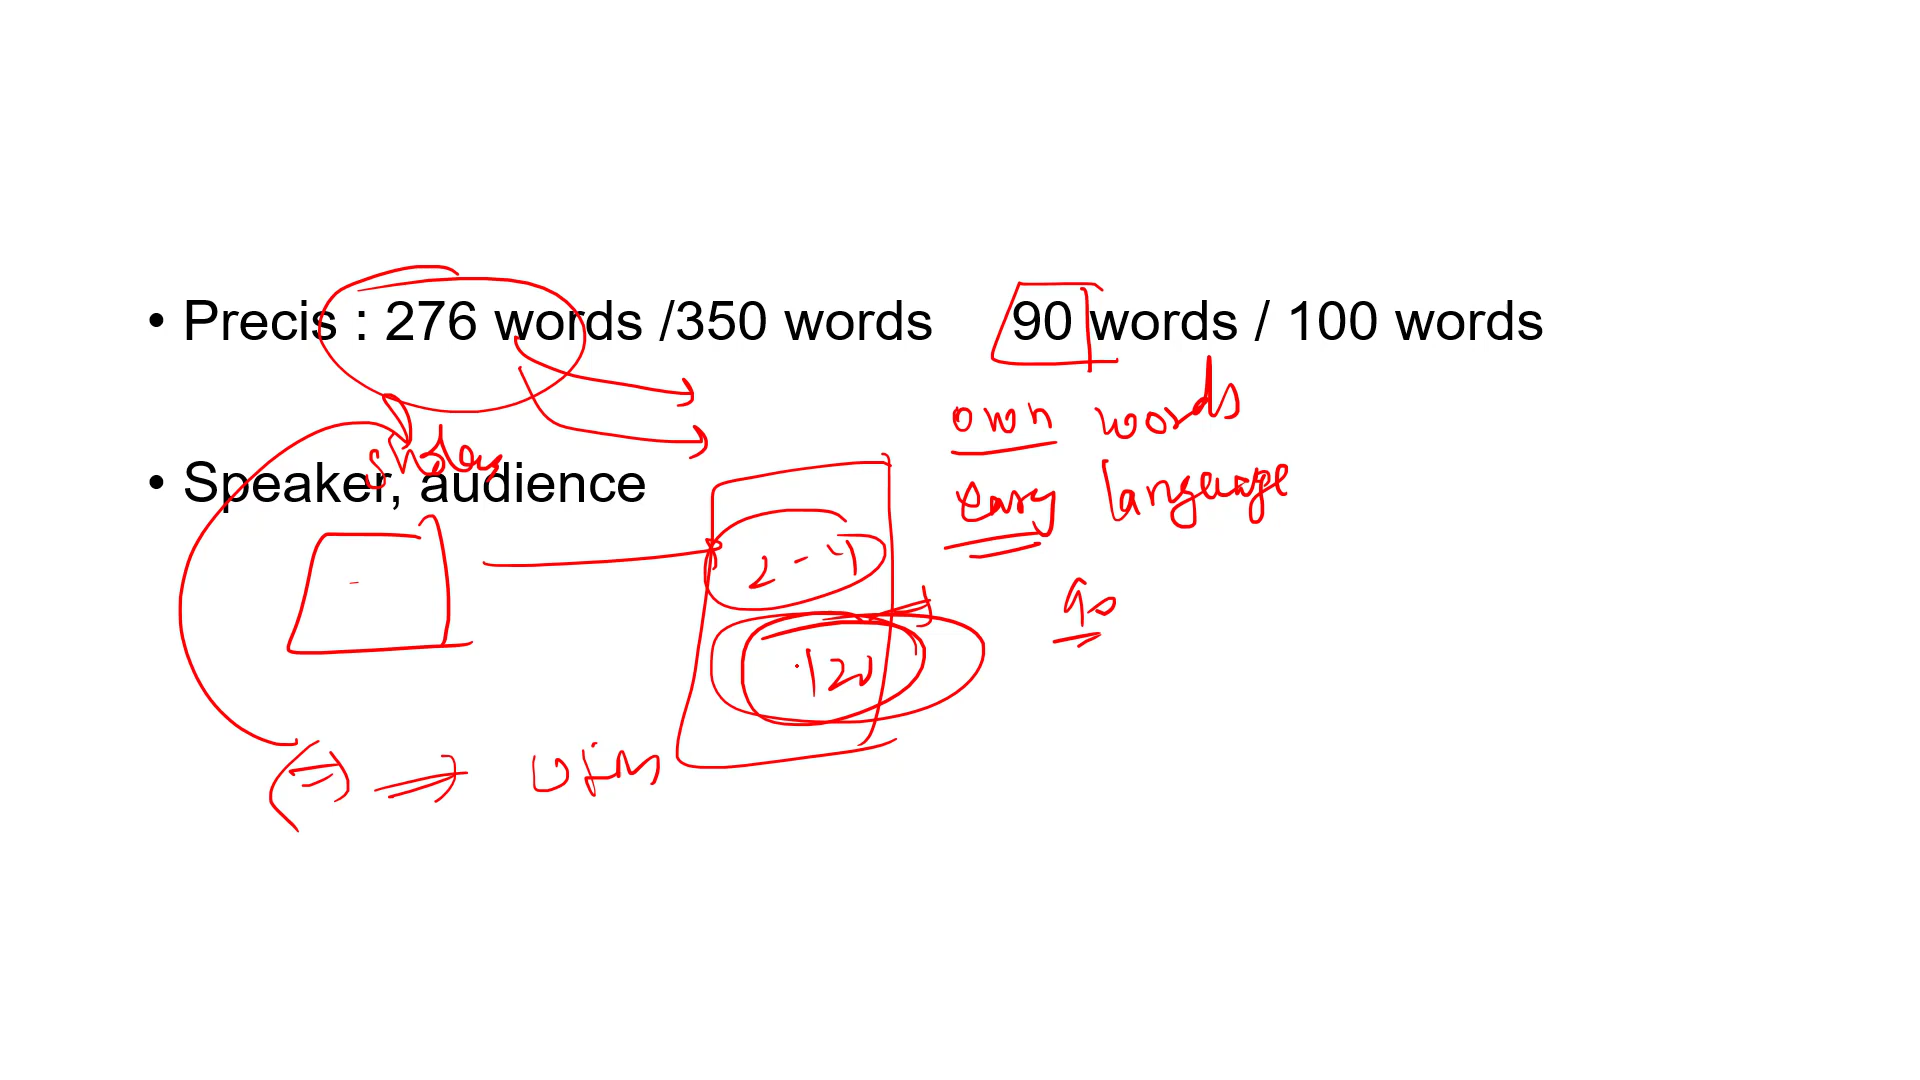 • Precis : 276 words /350 words 90 words / 100 words
own words
• Speaker, audience
easy language
2-4
90
120